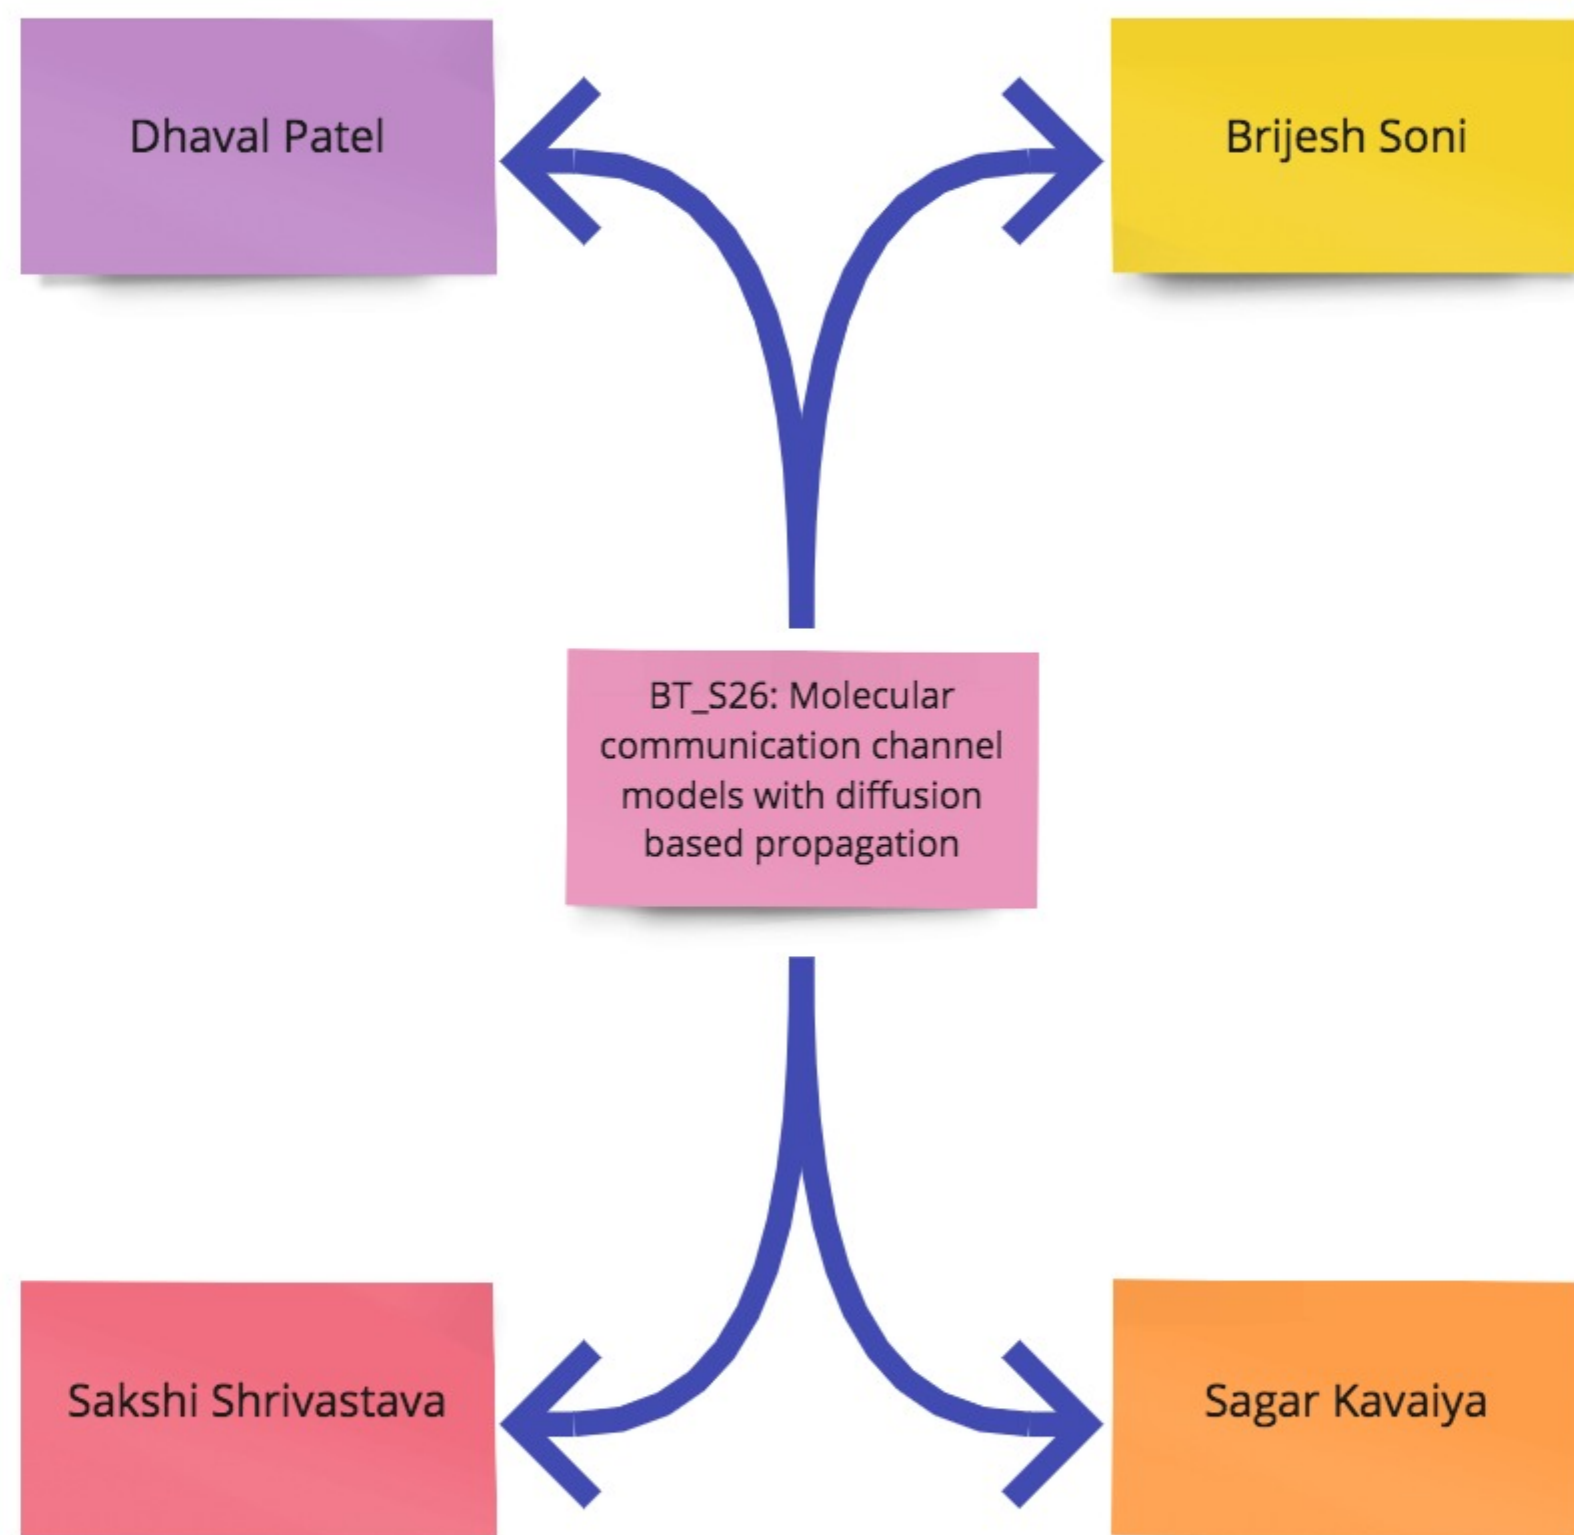 Dhaval Patel
Brijesh Soni
BT_S26: Molecular
communication channel
models with diffusion
based propagation
Sakshi Shrivastava
Sagar Kavaiya